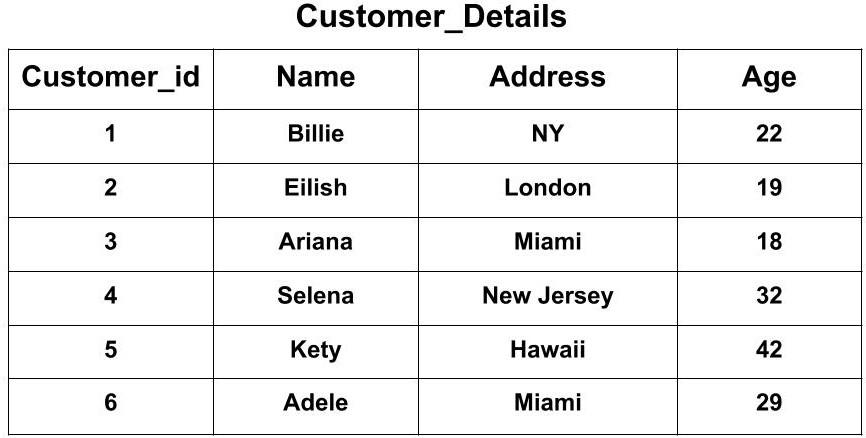 Customer_Details
Customer_id Name Address Age
1 Billie NY 22
2 Eilish London 19
3 Ariana Miami 18
4 Selena New Jersey 32
5 Kety Hawaii 42
6 Adele Miami 29